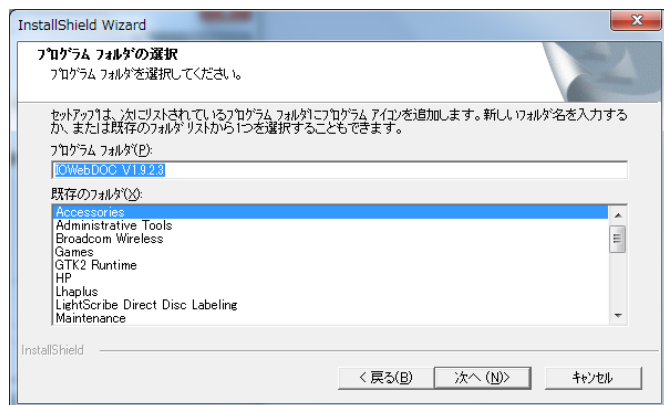 InstallShield Wizard
プログラム フォルダの選択
プログラム フォルダを選択してください。
セットアップは、次にリストされているプログラム フォルダにプログラム アイコンを追加します。新しいフォルダ名を入力する
か、または既存のフォルダ リストから1つを選択することもできます。
プログラム フォルダ(P):
IOWebDOC V1.9.2.3
既存のフォルダ(X):
Accessories
Administrative Tools
Broadcom Wireless
Games
GTK2 Runtime
HP
Lhaplus
LightScribe Direct Disc Labeling
Maintenance
InstallShield
< 戻る(B)
次へ (N)>
キャンセル